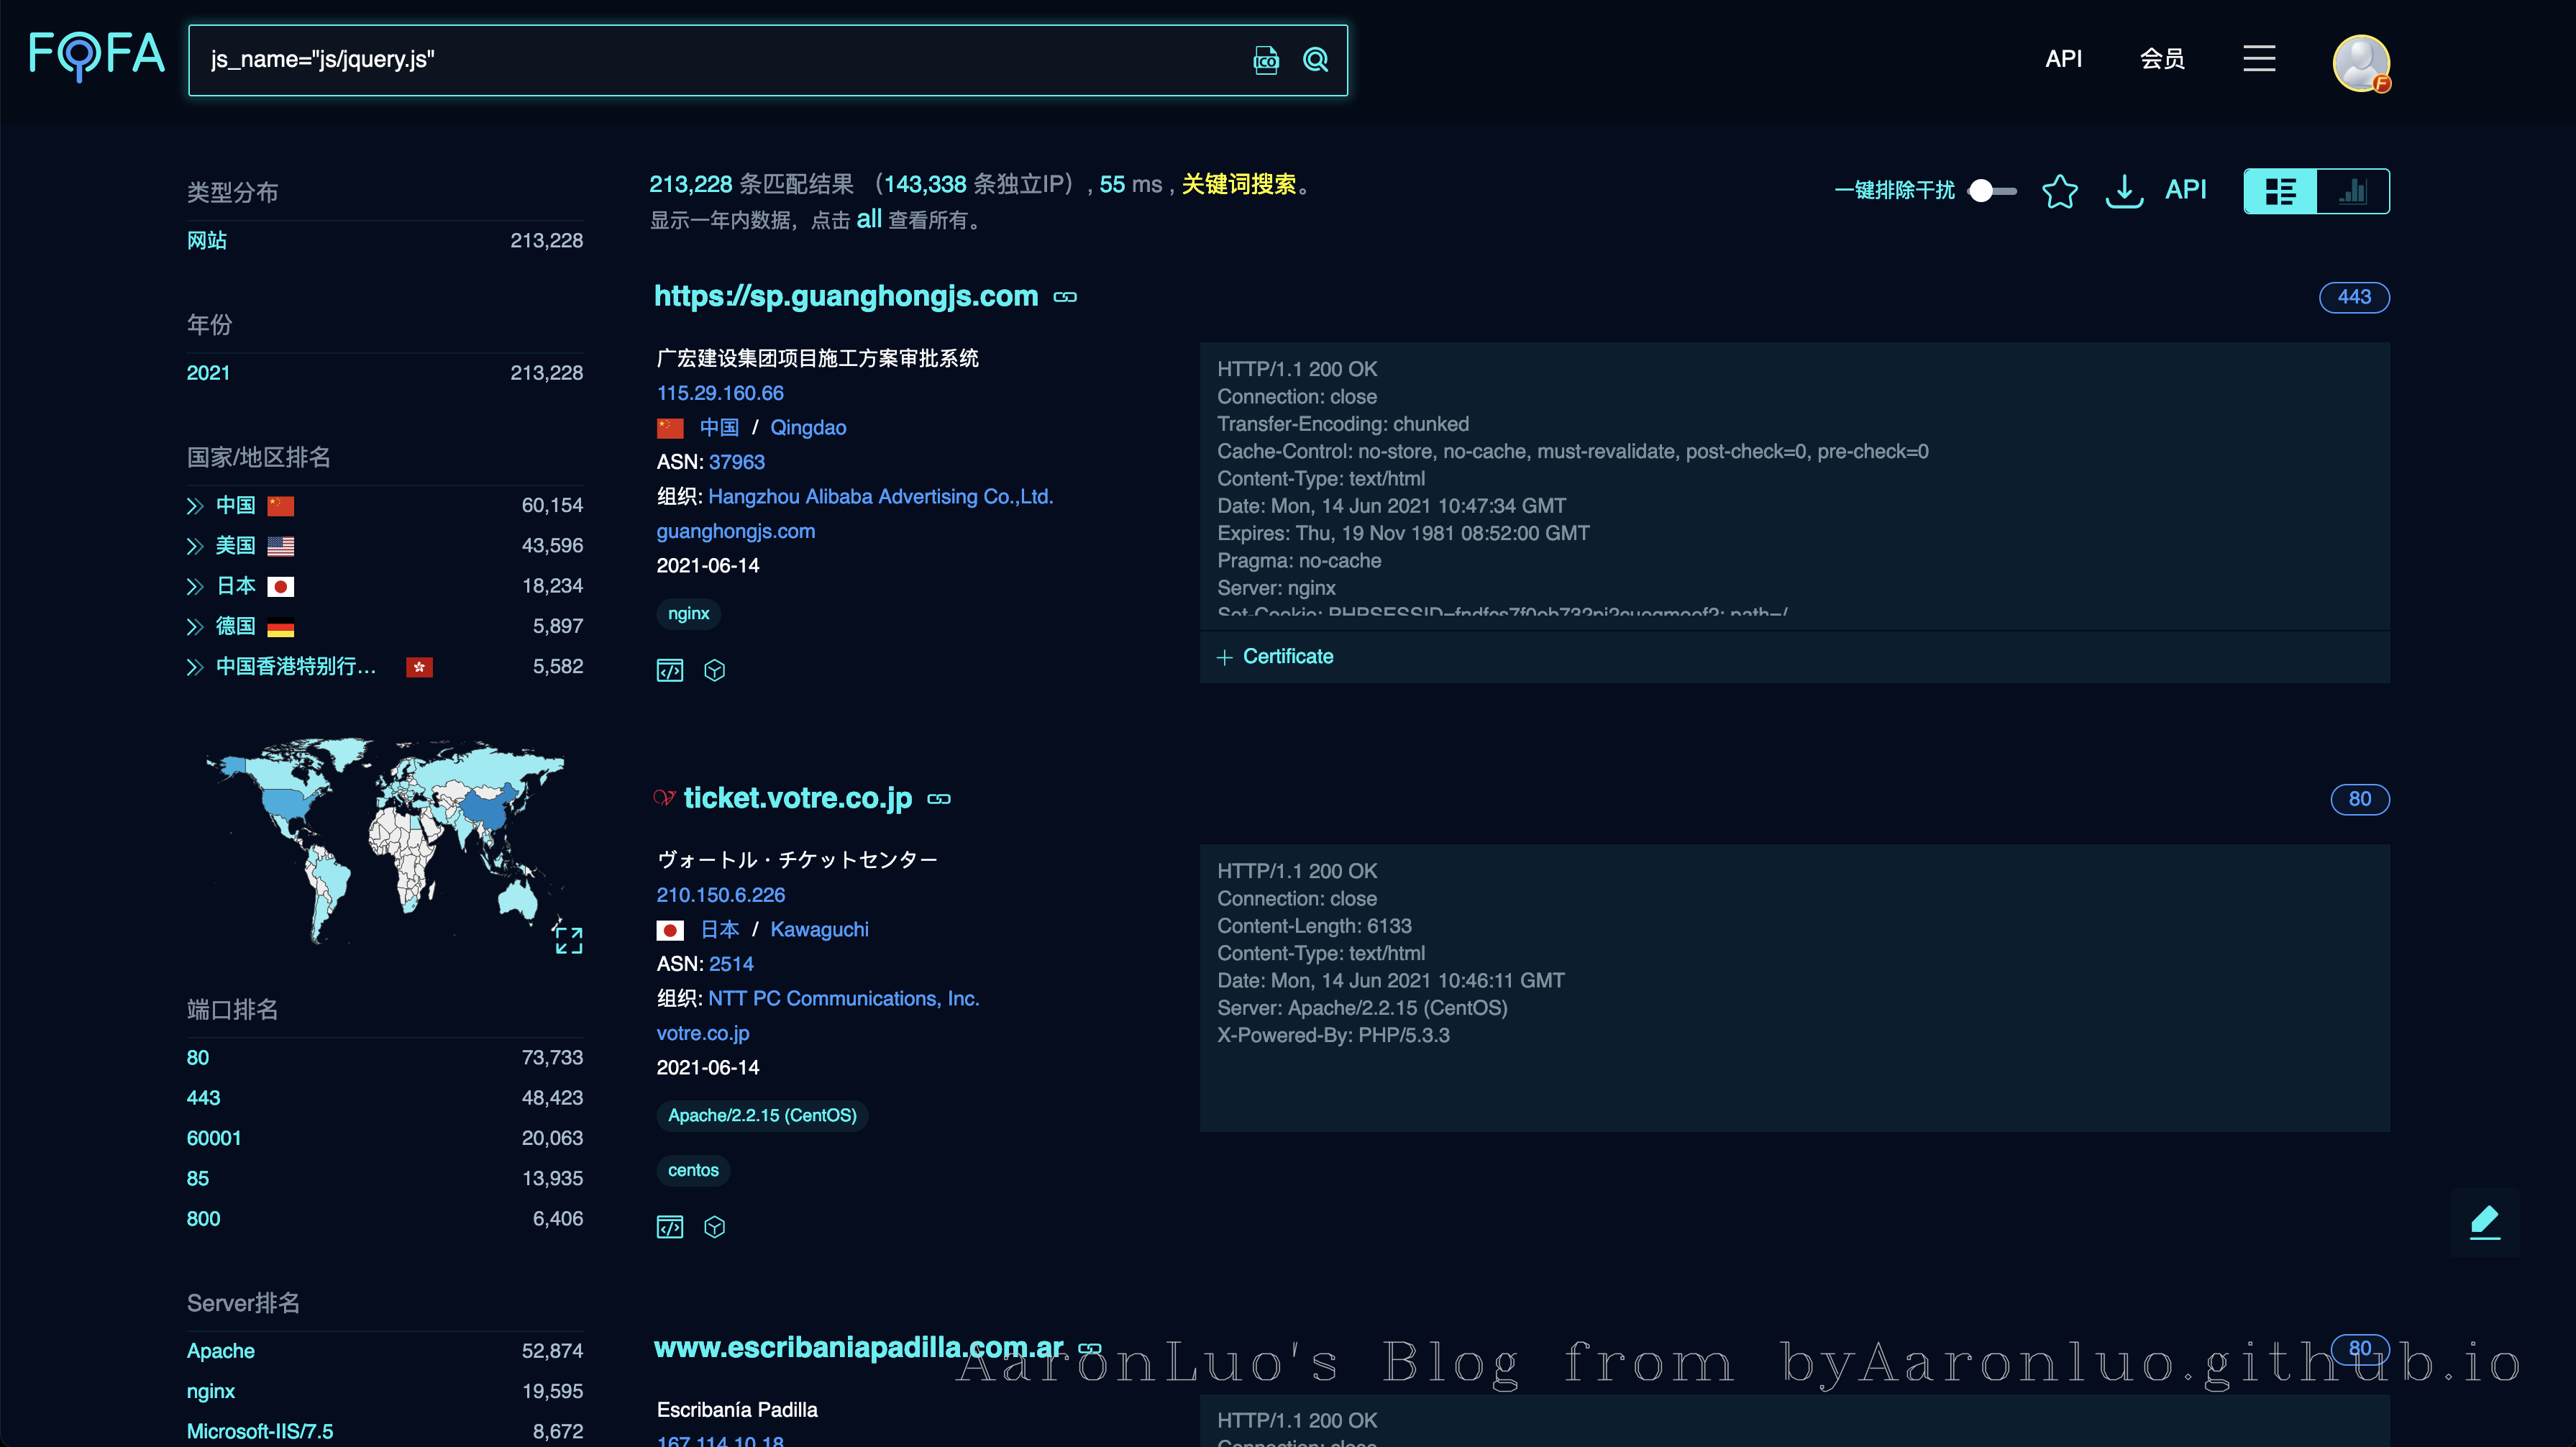 FOFA
js_name="js/jquery.js"
ICO
API
会员
F
类型分布
网站 213,228
年份
2021 213,228
国家/地区排名
中国 60,154
美国 43,596
日本 18,234
德国 5,897
中国香港特别行... 5,582
端口排名
80 73,733
443 48,423
60001 20,063
85 13,935
800 6,406
Server排名
Apache 52,874
nginx 19,595
Microsoft-IIS/7.5 8,672
213,228 条匹配结果 （143,338 条独立IP）, 55 ms , 关键词搜索。
显示一年内数据，点击 all 查看所有。
一键排除干扰
API
https://sp.guanghongjs.com
443
广宏建设集团项目施工方案审批系统
115.29.160.66
中国 / Qingdao
ASN: 37963
组织: Hangzhou Alibaba Advertising Co.,Ltd.
guanghongjs.com
2021-06-14
nginx
HTTP/1.1 200 OK
Connection: close
Transfer-Encoding: chunked
Cache-Control: no-store, no-cache, must-revalidate, post-check=0, pre-check=0
Content-Type: text/html
Date: Mon, 14 Jun 2021 10:47:34 GMT
Expires: Thu, 19 Nov 1981 08:52:00 GMT
Pragma: no-cache
Server: nginx
Set-Cookie: path=/
Certificate
ticket.votre.co.jp
80
ヴォートル・チケットセンター
210.150.6.226
日本 / Kawaguchi
ASN: 2514
组织: NTT PC Communications, Inc.
votre.co.jp
2021-06-14
Apache/2.2.15 (CentOS)
centos
HTTP/1.1 200 OK
Connection: close
Content-Length: 6133
Content-Type: text/html
Date: Mon, 14 Jun 2021 10:46:11 GMT
Server: Apache/2.2.15 (CentOS)
X-Powered-By: PHP/5.3.3
www.escribaniapadilla.com.ar
80
Escribanía Padilla
167.114.10.18
HTTP/1.1 200 OK
Connection: close
AaronLuo's Blog from byAaronluo.github.io